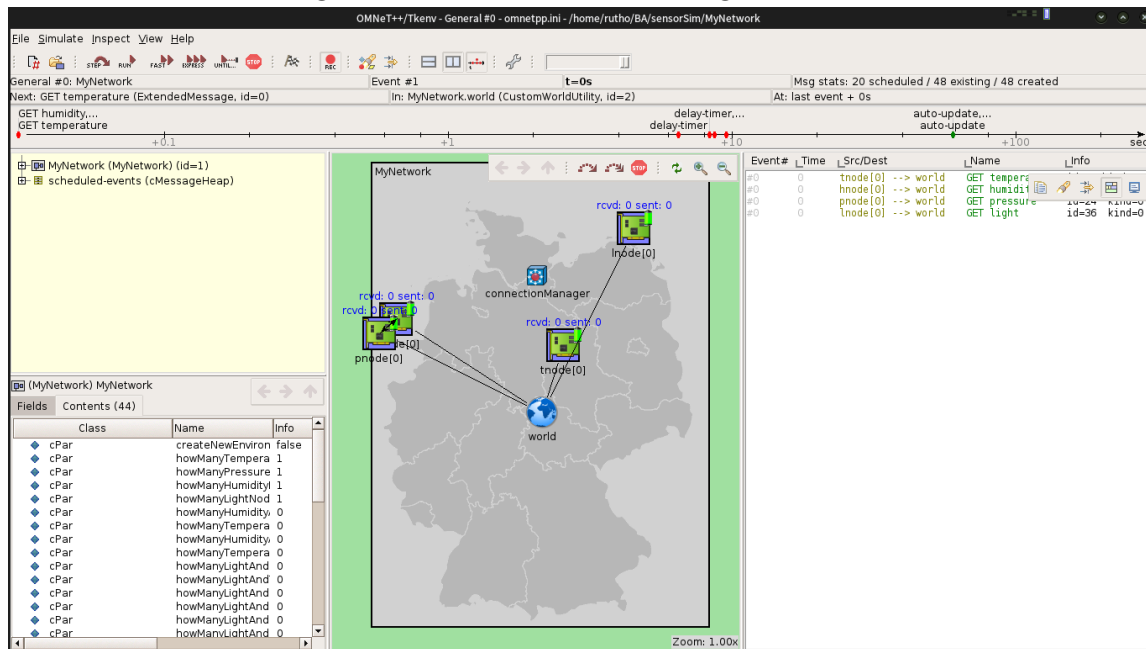 OMNeT++/Tkenv - General #0 - omnetpp.ini - /home/rutho/BA/sensorSim/MyNetwork
File Simulate Inspect View Help
STEP RUN FAST EXPRESS UNTIL... STOP REC
General #0: MyNetwork Event #1 t=0s Msg stats: 20 scheduled / 48 existing / 48 created
Next: GET temperature (ExtendedMessage, id=0) In: MyNetwork.world (CustomWorldUtility, id=2) At: last event + 0s
GET humidity,... delay-timer,... auto-update,...
GET temperature delay-timer auto-update
+0.1 +1 +10 +100 sec
MyNetwork (MyNetwork) (id=1)
scheduled-events (cMessageHeap)
MyNetwork
STOP
rcvd: 0 sent: 0
lnode[0]
connectionManager
rcvd: 0 sent: 0
rcvd: 0 sent: 0
pnode[0]
rcvd: 0 sent: 0
tnode[0]
world
Zoom: 1.00x
(MyNetwork) MyNetwork
Fields Contents (44)
Class Name Info
cPar createNewEnviron false
cPar howManyTempera 1
cPar howManyPressure 1
cPar howManyHumidityI 1
cPar howManyLightNod 1
cPar howManyHumidity 0
cPar howManyTempera 0
cPar howManyHumidity 0
cPar howManyTempera 0
cPar howManyLightAnd 0
cPar howManyLightAnd 0
cPar howManyLightAnd 0
cPar howManyLightAnd 0
cPar howManyLightAnd 0
Event# Time Src/Dest Name Info
#0 0 tnode[0] --> world GET tempera
#0 0 hnode[0] --> world GET humidit
#0 0 pnode[0] --> world GET pressure id=24 kind=0
#0 0 lnode[0] --> world GET light id=36 kind=0